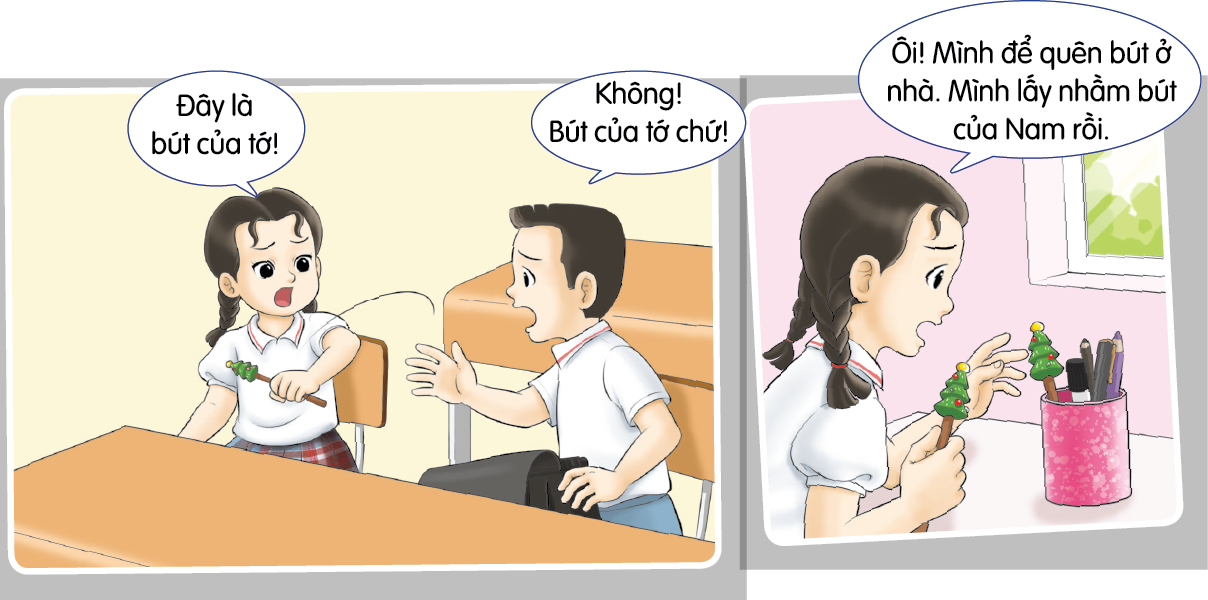 Đây là
bút của tớ!
Không!
Bút của tớ chứ!
Ôi! Mình để quên bút ở
nhà. Mình lấy nhầm bút
của Nam rồi.